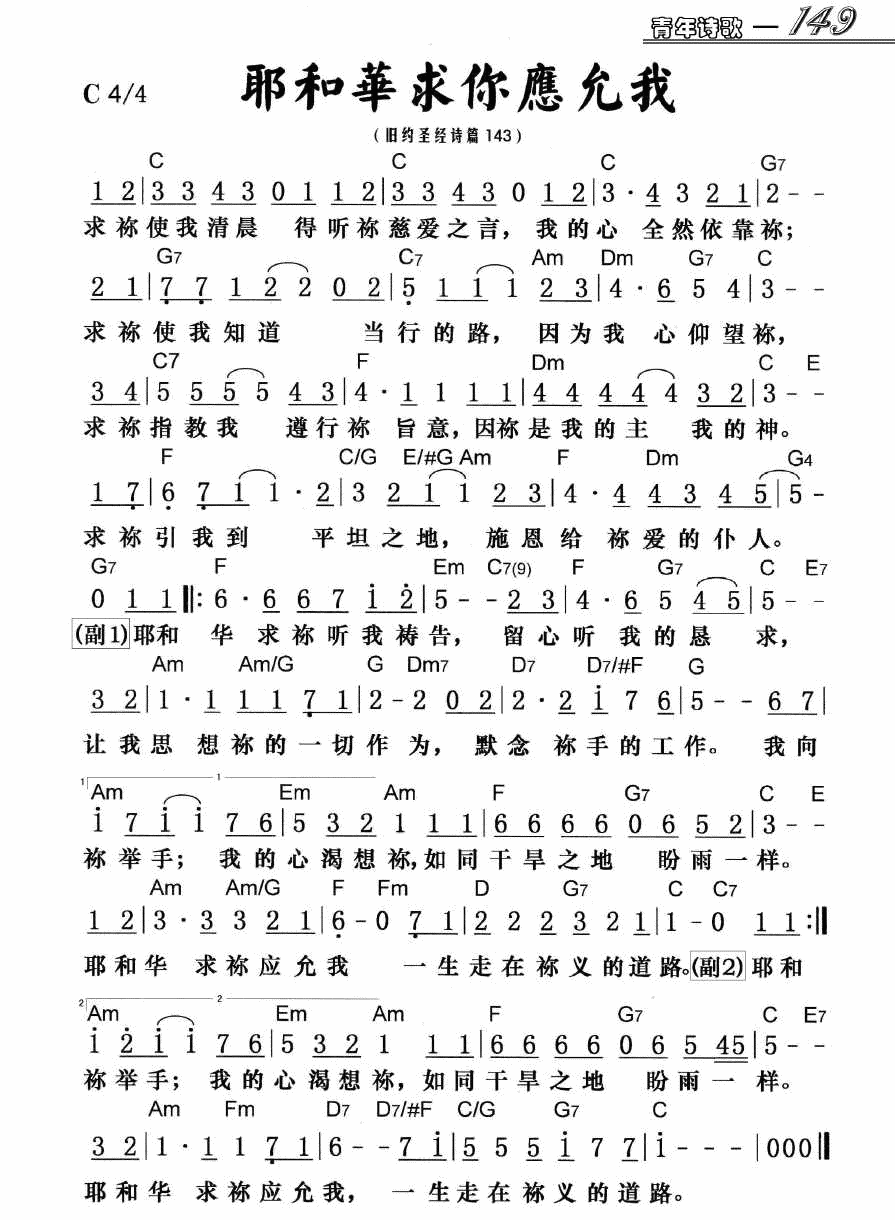 青年诗歌 — 149
C 4/4 耶和華求你應允我
(旧约圣经诗篇 143)
C C C G7
1 2|3 3 4 3 0 1 1 2|3 3 4 3 0 1 2|3 · 4 3 2 1|2 - -
求祢使我清晨 得听祢慈爱之言, 我的心 全然依靠祢;
G7 C7 Am Dm G7 C
2 1|7 7 1 2 2 0 2|5 1 1 1 2 3|4 · 6 5 4|3 - -
求祢使我知道 当行的路, 因为我 心仰望祢,
C7 F Dm C E
3 4|5 5 5 5 4 3|4 · 1 1 1 1|4 4 4 4 4 3 2|3 - -
求祢指教我 遵行祢 旨意,因祢是我的主 我的神。
F C/G E/#G Am F Dm G4
1 7|6 7 1 1 · 2|3 2 1 1 2 3|4 · 4 4 3 4 5|5 -
求祢引我到 平坦之地, 施恩给 祢爱的仆人。
G7 F Em C7(9) F G7 C E7
0 1 1 ‖: 6 · 6 6 7 1 2|5 - - 2 3|4 · 6 5 4 5|5 - -
(副1)耶和 华 求祢听我祷告, 留心听 我的恳 求,
Am Am/G G Dm7 D7 D7/#F G
3 2|1 · 1 1 1 7 1|2 - 2 0 2|2 · 2 1 7 6|5 - - 6 7|
让我思 想祢的一切作 为, 默念 祢手的工作。 我向
1 1
Am Em Am F G7 C E
1 7 1 1 7 6|5 3 2 1 1 1|6 6 6 6 0 6 5 2|3 - -
祢举手; 我的心渴想祢,如同干旱之地 盼雨一样。
Am Am/G F Fm D G7 C C7
1 2|3 · 3 3 2 1|6 - 0 7 1|2 2 2 3 2 1|1 - 0 1 1:‖
耶和华 求祢应允我 一生走在祢义的道路。(副2)耶和
2 2
Am Em Am F G7 C E7
1 2 1 1 7 6|5 3 2 1 1 1|6 6 6 6 0 6 5 45|5 - -
祢举手; 我的心渴想祢, 如同干旱之地 盼雨一 样。
Am Fm D7 D7/#F C/G G7 C
3 2|1 · 1 1 7 1|6 - - 7 1|5 5 5 1 7 7|1 - - - |000‖
耶和华 求祢应允我, 一生走在祢义的道路。